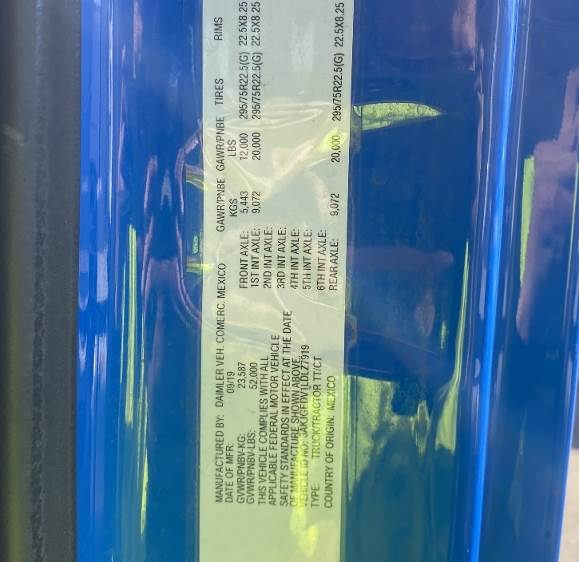 MANUFACTURED BY: DAIMLER VEH. COMERC. MEXICO
DATE OF MFR: 09/19
GVWR/PNBV-KG: 23,587
GVWR/PNBV-LBS: 52,000
THIS VEHICLE COMPLIES WITH ALL
APPLICABLE FEDERAL MOTOR VEHICLE
SAFETY STANDARDS IN EFFECT AT THE DATE
OF MANUFACTURE SHOWN ABOVE.
VEHICLE ID NO:
TYPE: TRUCK/TRACTOR TT/CT
COUNTRY OF ORIGIN: MEXICO
GAWR/PNBE GAWR/PNBE TIRES RIMS
KGS LBS
FRONT AXLE: 5,443 12,000 295/75R22.5(G) 22.5X8.25
1ST INT AXLE: 9,072 20,000 295/75R22.5(G) 22.5X8.25
2ND INT AXLE:
3RD INT AXLE:
4TH INT AXLE:
5TH INT AXLE:
6TH INT AXLE:
REAR AXLE: 9,072 20,000 295/75R22.5(G) 22.5X8.25